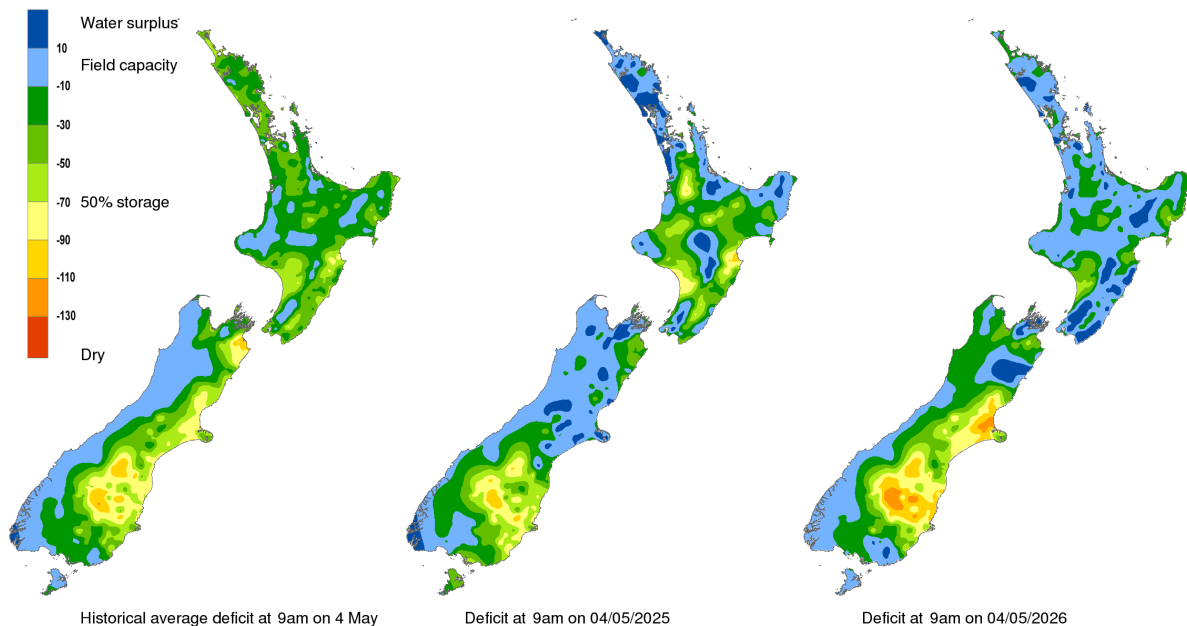 Water surplus
10
Field capacity
-10
-30
-50
50% storage
-70
-90
-110
-130
Dry
Historical average deficit at 9am on 4 May
Deficit at 9am on 04/05/2025
Deficit at 9am on 04/05/2026